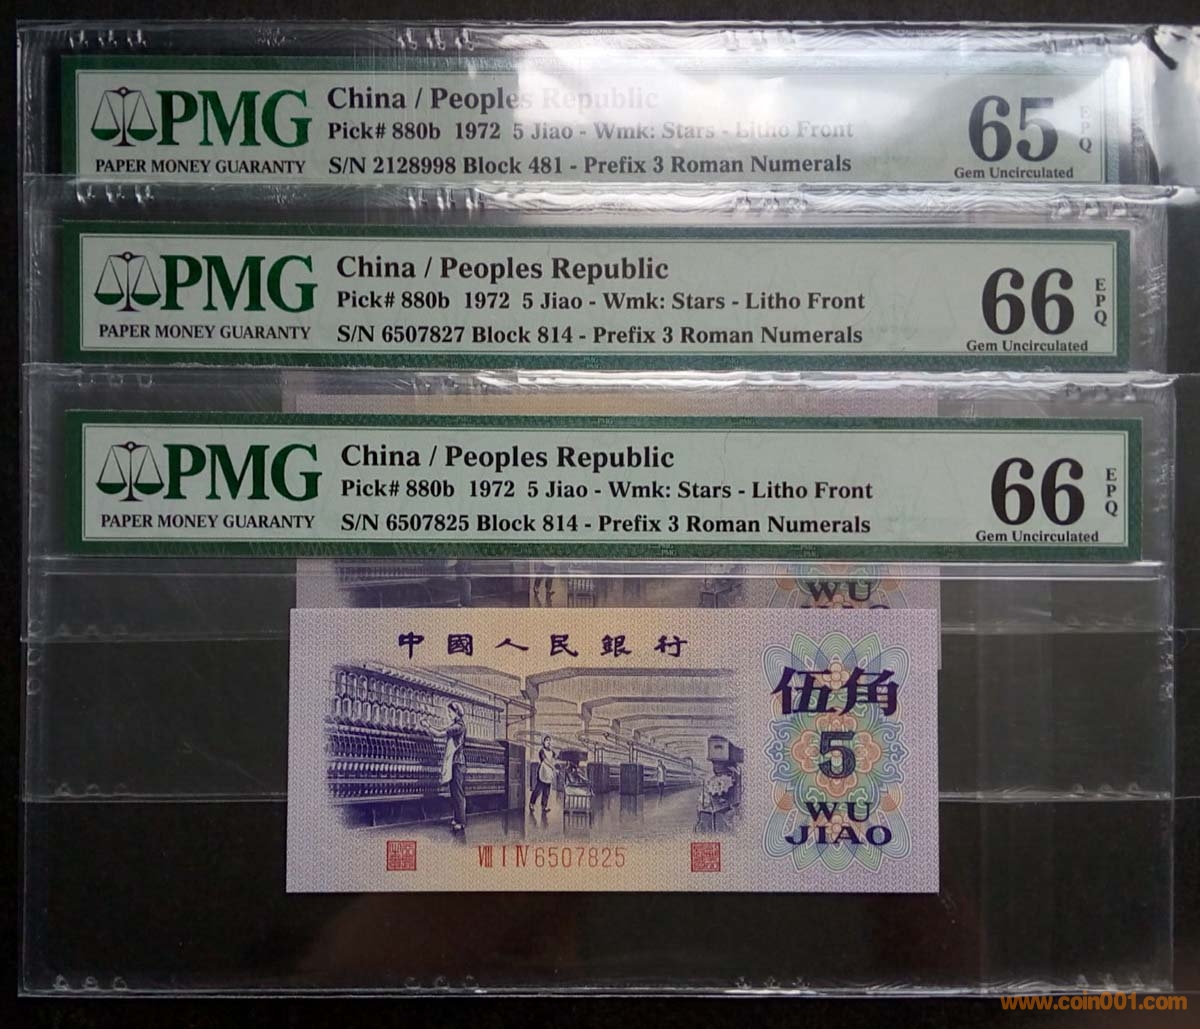 PMG
PAPER MONEY GUARANTY
China / Peoples Republic
Pick# 880b 1972 5 Jiao - Wmk: Stars - Litho Front
S/N 2128998 Block 481 - Prefix 3 Roman Numerals
65
EPQ
Gem Uncirculated
PMG
PAPER MONEY GUARANTY
China / Peoples Republic
Pick# 880b 1972 5 Jiao - Wmk: Stars - Litho Front
S/N 6507827 Block 814 - Prefix 3 Roman Numerals
66
EPQ
Gem Uncirculated
PMG
PAPER MONEY GUARANTY
China / Peoples Republic
Pick# 880b 1972 5 Jiao - Wmk: Stars - Litho Front
S/N 6507825 Block 814 - Prefix 3 Roman Numerals
66
EPQ
Gem Uncirculated
WU
JIAO
中國人民銀行
伍角
5
WU
JIAO
VIII I IV 6507825
www.coin001.com